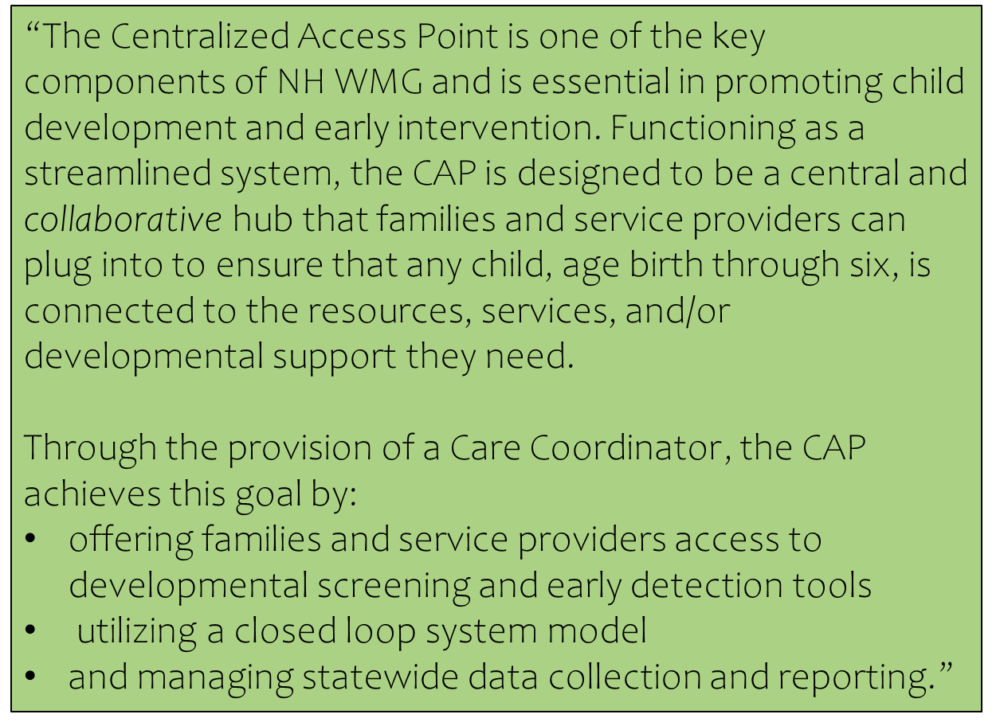 “The Centralized Access Point is one of the key
components of NH WMG and is essential in promoting child
development and early intervention. Functioning as a
streamlined system, the CAP is designed to be a central and
collaborative hub that families and service providers can
plug into to ensure that any child, age birth through six, is
connected to the resources, services, and/or
developmental support they need.
Through the provision of a Care Coordinator, the CAP
achieves this goal by:
• offering families and service providers access to
developmental screening and early detection tools
• utilizing a closed loop system model
• and managing statewide data collection and reporting.”